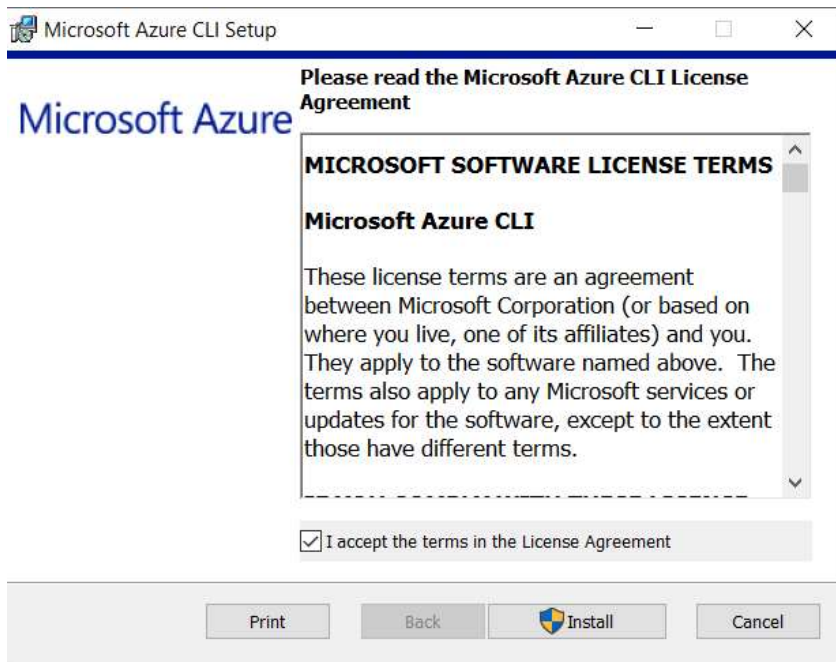 Microsoft Azure CLI Setup
Microsoft Azure
Please read the Microsoft Azure CLI License
Agreement
MICROSOFT SOFTWARE LICENSE TERMS
Microsoft Azure CLI
These license terms are an agreement
between Microsoft Corporation (or based on
where you live, one of its affiliates) and you.
They apply to the software named above. The
terms also apply to any Microsoft services or
updates for the software, except to the extent
those have different terms.
I accept the terms in the License Agreement
Print
Back
Install
Cancel